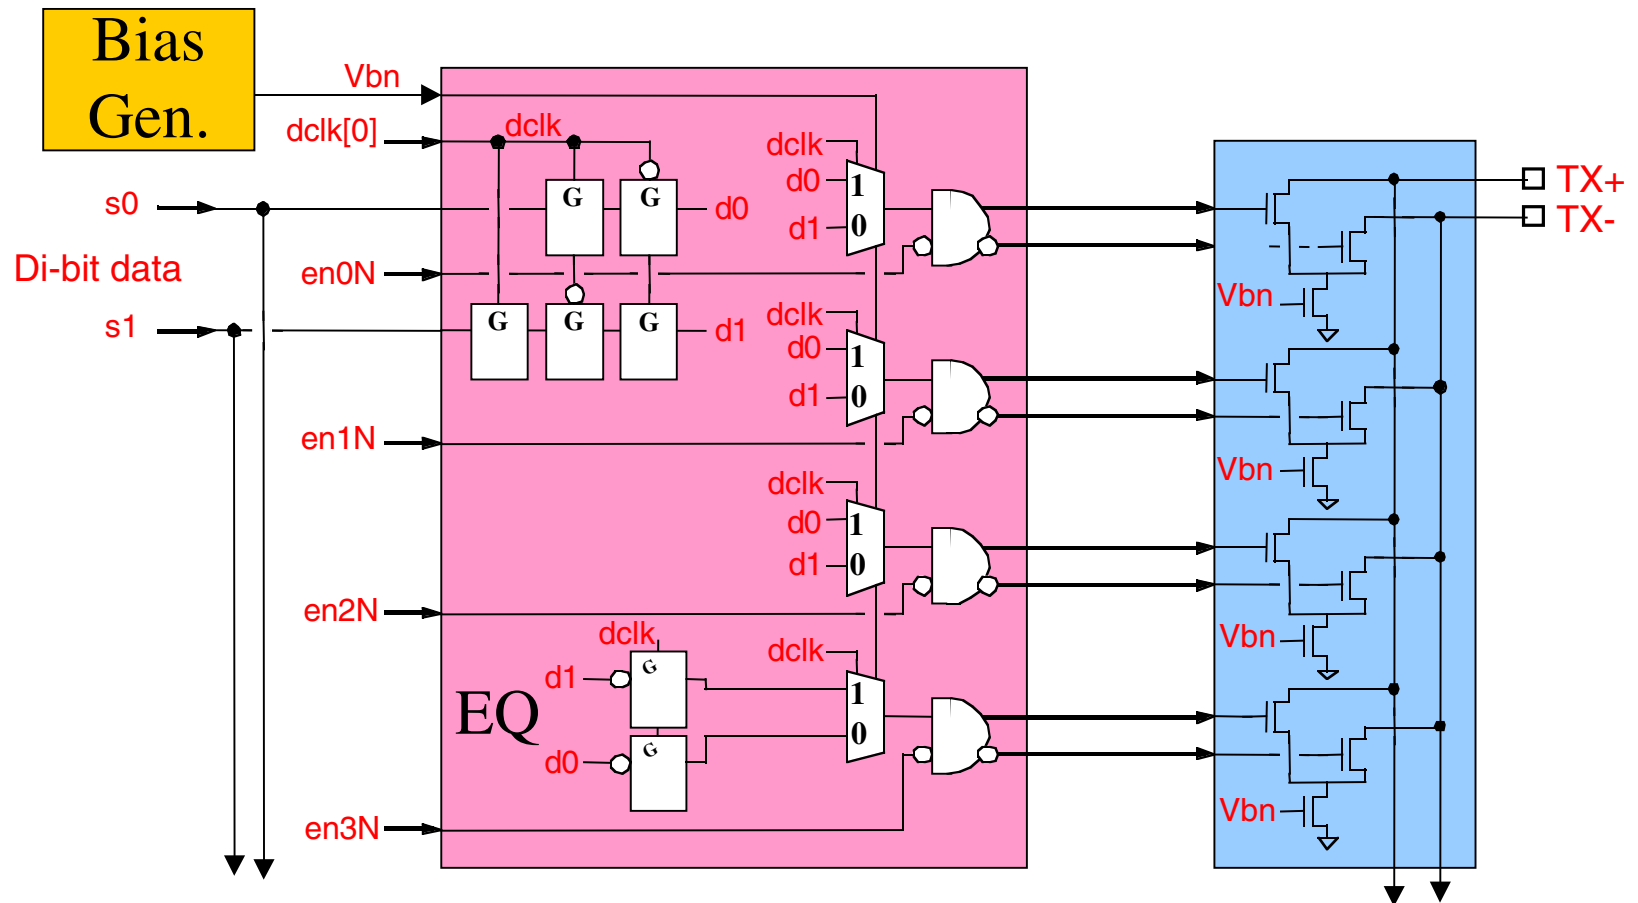 Bias
Gen.
Vbn
dclk[0]
dclk
s0
Di-bit data
s1
en0N
en1N
en2N
en3N
G
G
d0
G
G
G
d1
dclk
d0
d1
1
0
dclk
d0
d1
1
0
dclk
d0
d1
1
0
dclk
1
0
EQ
dclk
d1
G
d0
G
TX+
TX-
Vbn
Vbn
Vbn
Vbn